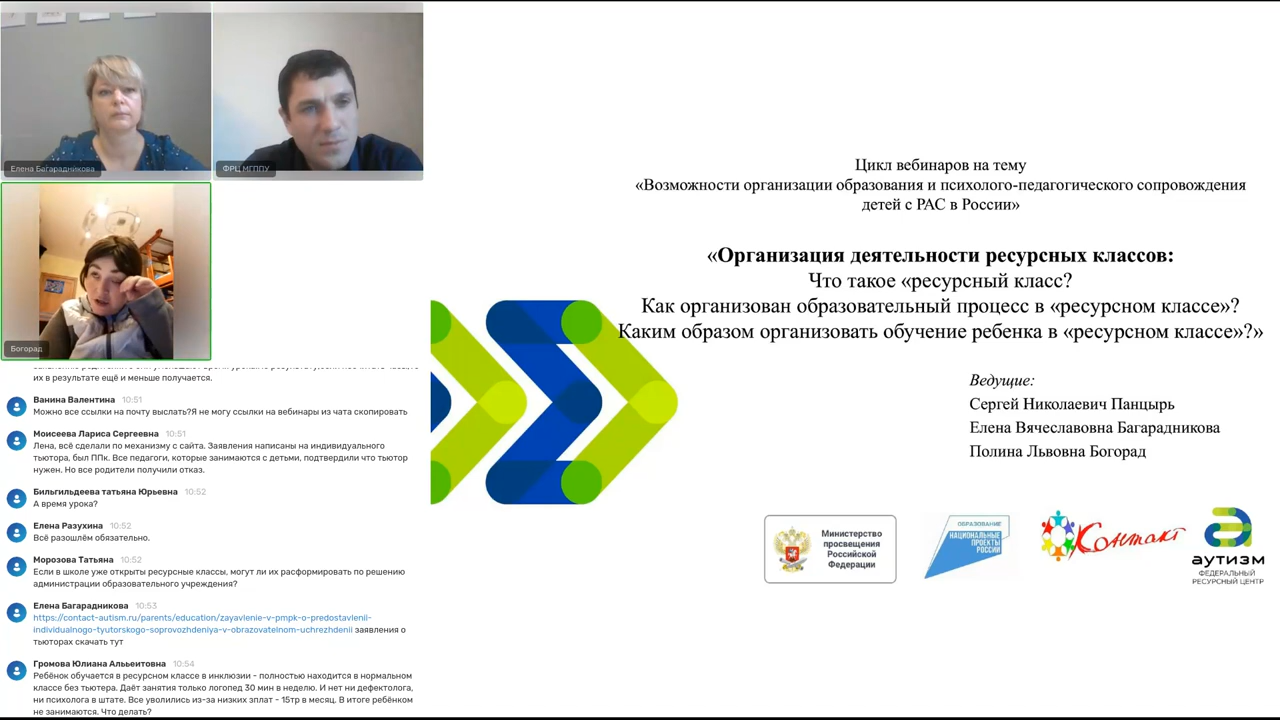 Елена Багарадникова
ФРЦ МГППУ
Богорад
их в результате ещё и меньше получается.
Ванина Валентина 10:51
Можно все ссылки на почту выслать?Я не могу ссылки на вебинары из чата скопировать
Моисеева Лариса Сергеевна 10:51
Лена, всё сделали по механизму с сайта. Заявления написаны на индивидуального
тьютора, был ППк. Все педагоги, которые занимаются с детьми, подтвердили что тьютор
нужен. Но все родители получили отказ.
Бильгильдеева татьяна Юрьевна 10:52
А время урока?
Елена Разухина 10:52
Всё разошлём обязательно.
Морозова Татьяна 10:52
Если в школе уже открыты ресурсные классы, могут ли их расформировать по решению
администрации образовательного учреждения?
Елена Багарадникова 10:53
https://contact-autism.ru/parents/education/zayavlenie-v-pmpk-o-predostavlenii-
individualnogo-tyutorskogo-soprovozhdeniya-v-obrazovatelnom-uchrezhdenii заявления о
тьюторах скачать тут
Громова Юлиана Альбеитовна 10:54
Ребёнок обучается в ресурсном классе в инклюзии - полностью находится в нормальном
классе без тьютера. Даёт занятия только логопед 30 мин в неделю. И нет ни дефектолога,
ни психолога в штате. Все уволились из-за низких зплат - 15тр в месяц. В итоге ребёнком
не занимаются. Что делать?
Цикл вебинаров на тему
«Возможности организации образования и психолого-педагогического сопровождения
детей с РАС в России»
«Организация деятельности ресурсных классов:
Что такое «ресурсный класс?
Как организован образовательный процесс в «ресурсном классе»?
Каким образом организовать обучение ребенка в «ресурсном классе»?»
Ведущие:
Сергей Николаевич Панцырь
Елена Вячеславовна Багарадникова
Полина Львовна Богорад
Министерство
просвещения
Российской
Федерации
ОБРАЗОВАНИЕ
НАЦИОНАЛЬНЫЕ
ПРОЕКТЫ
РОССИИ
Контакт
аутизм
ФЕДЕРАЛЬНЫЙ
РЕСУРСНЫЙ ЦЕНТР